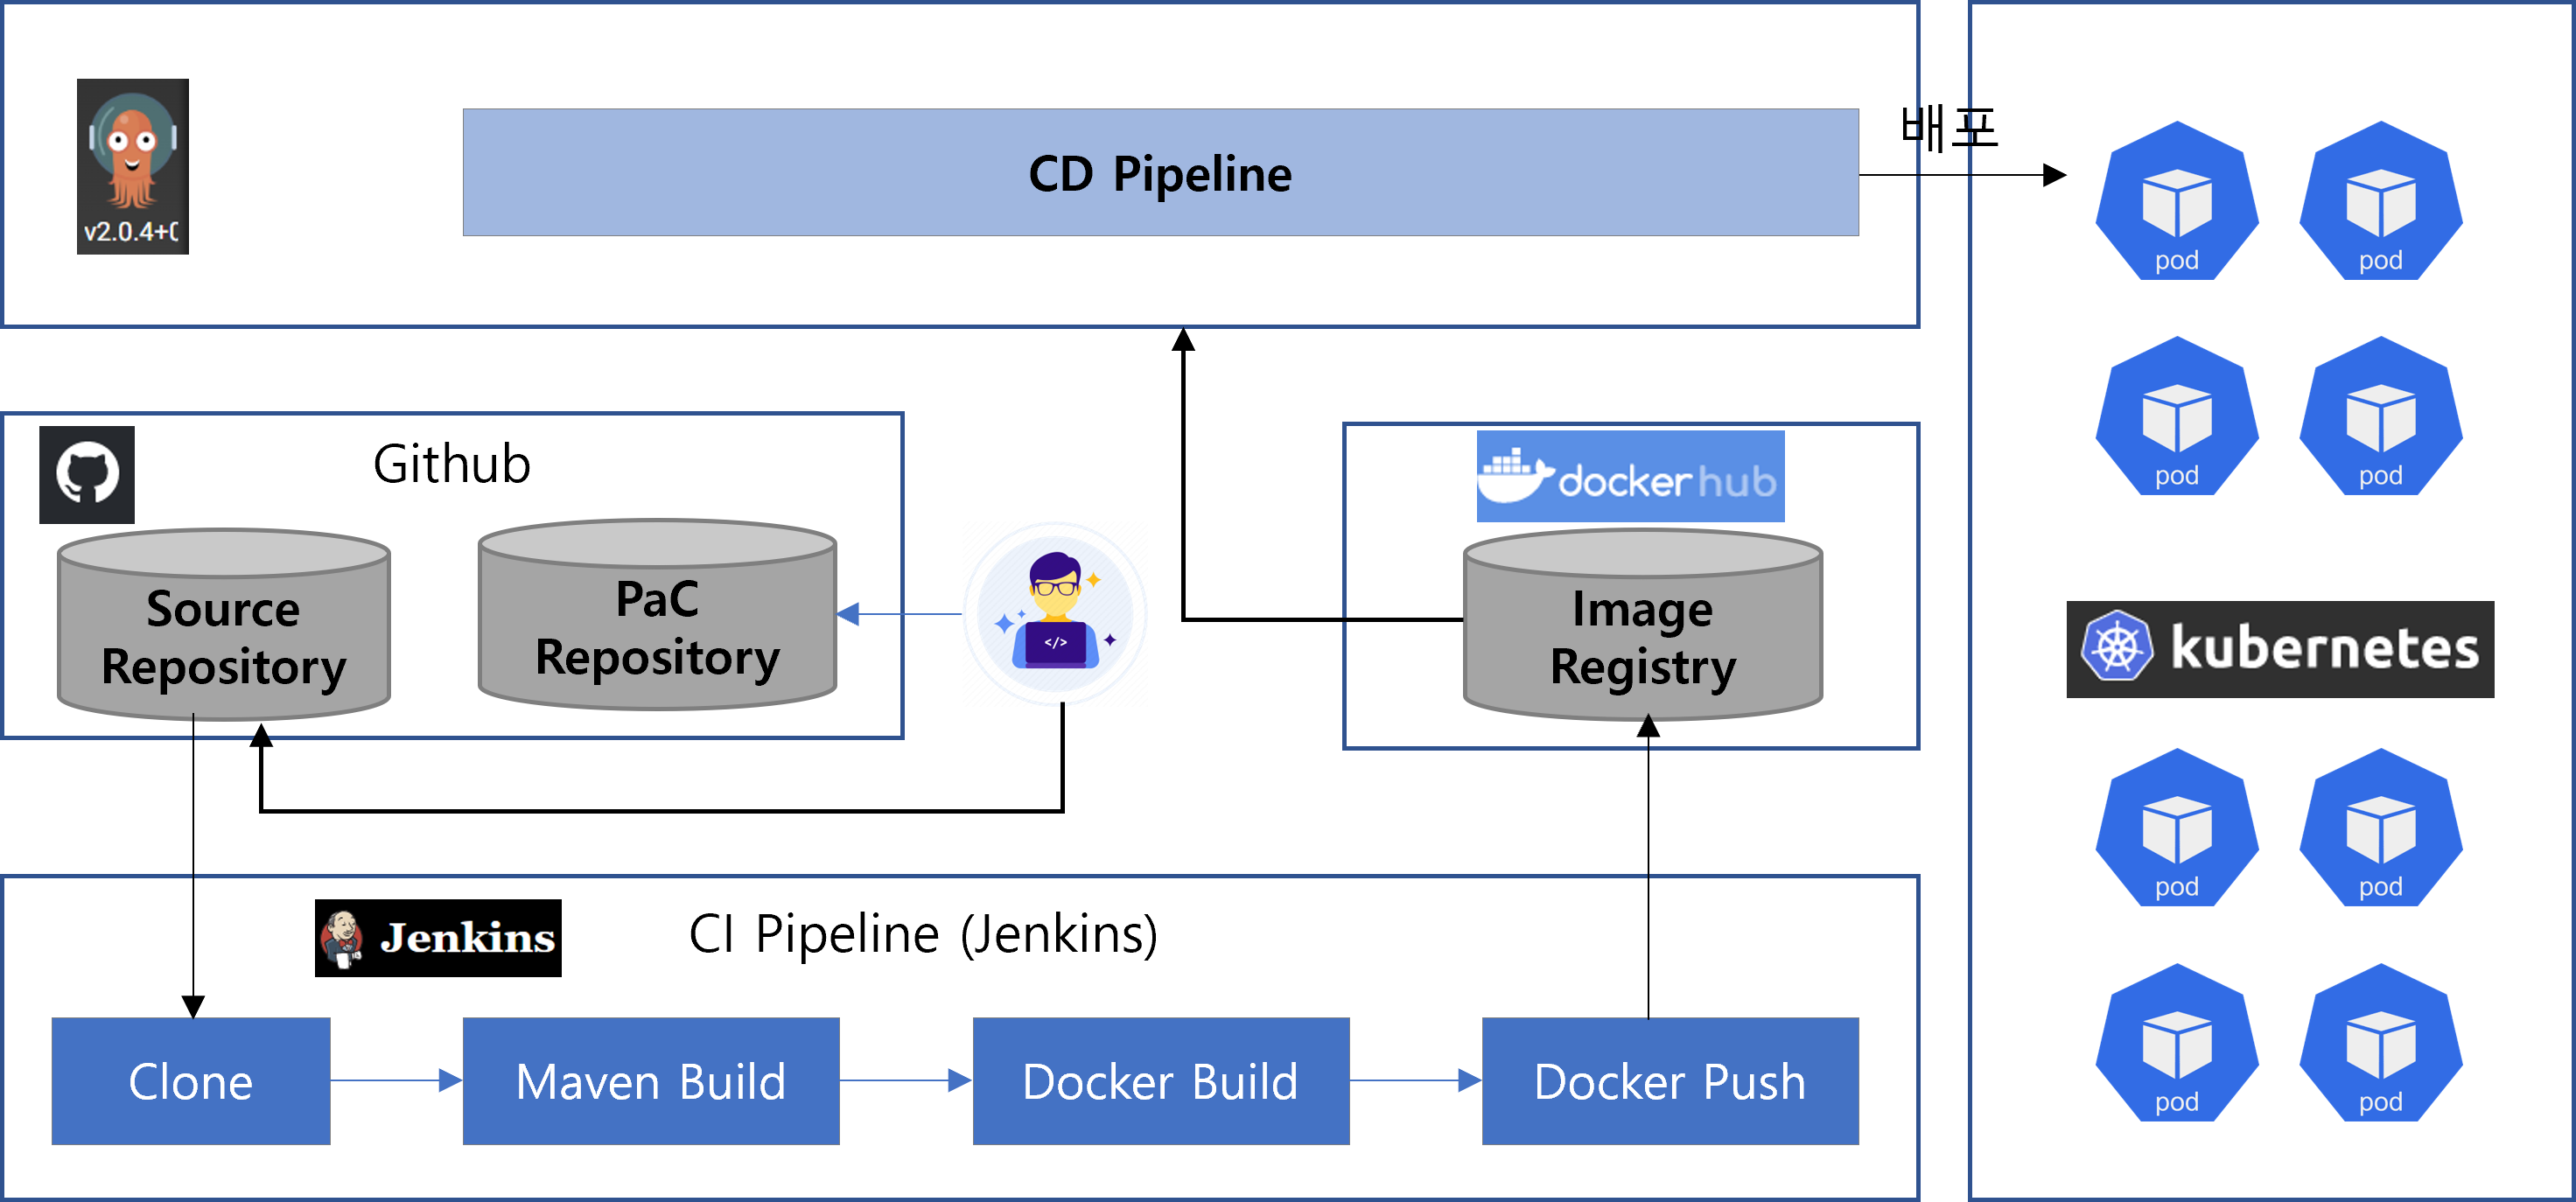 CD Pipeline
v2.0.4+0
배포
pod
pod
pod
pod
Github
Source
Repository
PaC
Repository
</>
docker hub
Image
Registry
kubernetes
pod
pod
pod
pod
Jenkins
CI Pipeline (Jenkins)
Clone
Maven Build
Docker Build
Docker Push